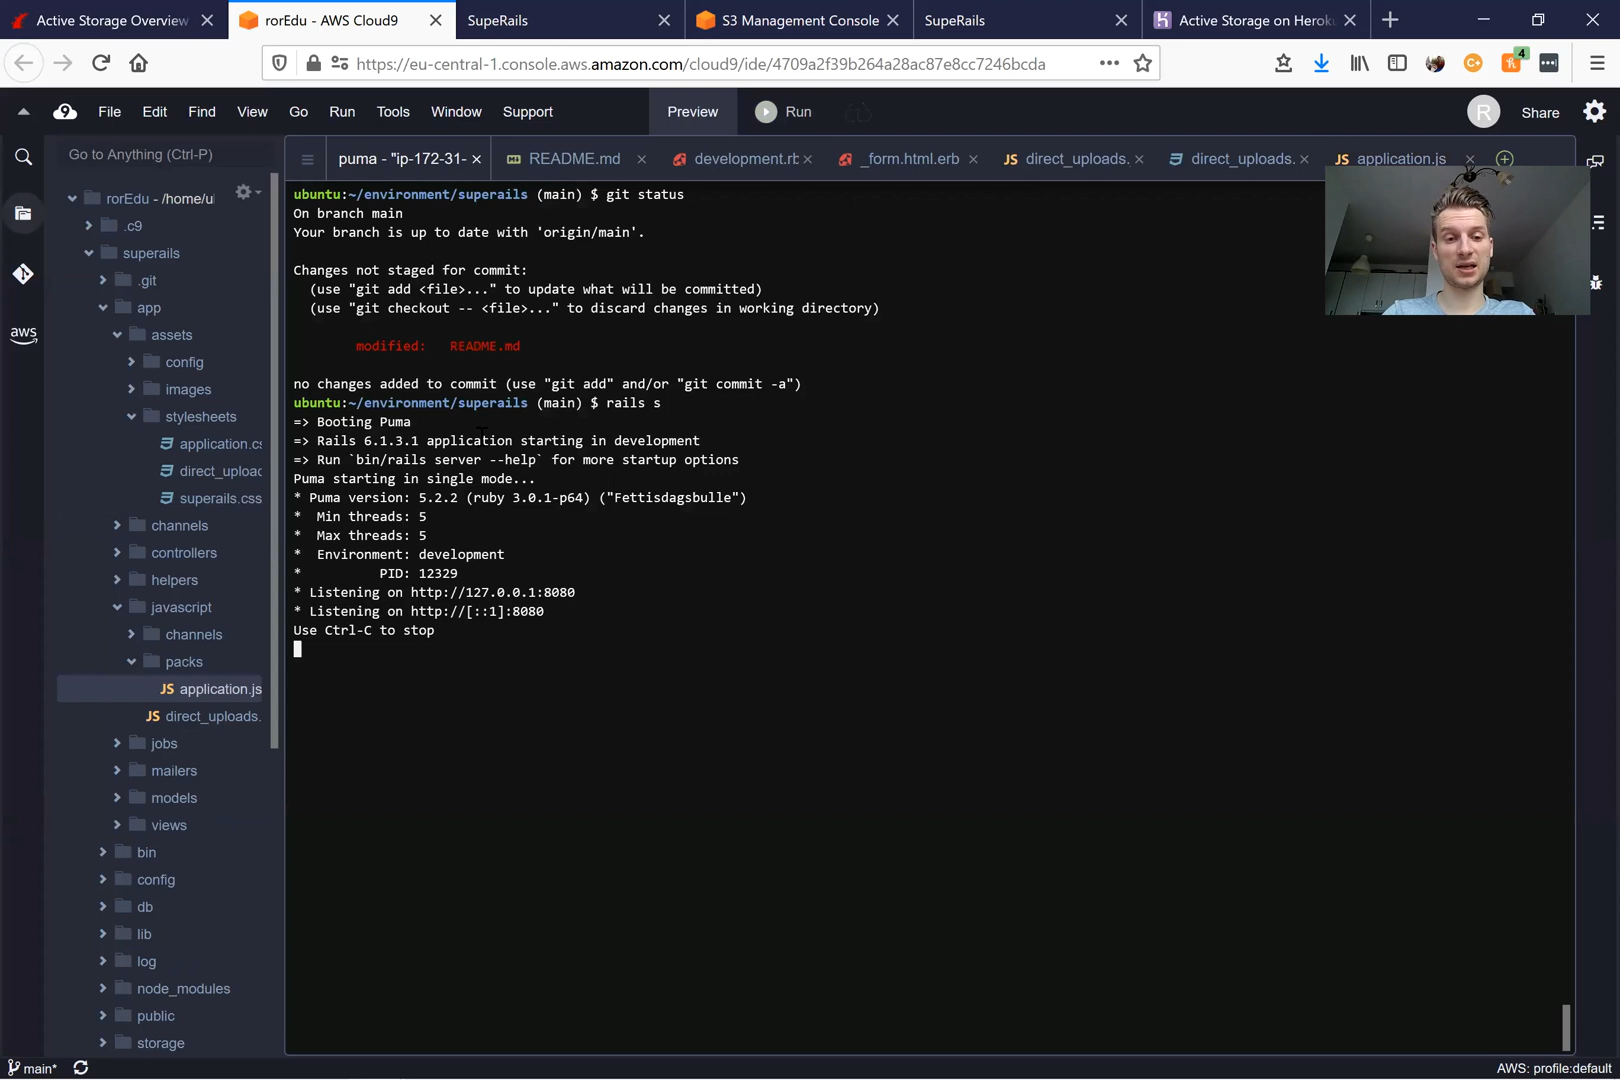 Active Storage Overview
rorEdu - AWS Cloud9
SupeRails
S3 Management Console
SupeRails
Active Storage on Heroku
https://eu-central-1.console.aws.amazon.com/cloud9/ide/4709a2f39b264a28ac87e8cc7246bcda
4
9
File
Edit
Find
View
Go
Run
Tools
Window
Support
Preview
Run
R
Share
Go to Anything (Ctrl-P)
puma - "ip-172-31-
README.md
development.rb
_form.html.erb
JS direct_uploads.
direct_uploads.
JS application.js
aws
rorEdu - /home/u
.c9
superails
.git
app
assets
config
images
stylesheets
application.cs
direct_uploac
superails.css
channels
controllers
helpers
javascript
channels
packs
JS application.js
JS direct_uploads.
jobs
mailers
models
views
bin
config
db
lib
log
node_modules
public
storage
ubuntu:~/environment/superails (main) $ git status
On branch main
Your branch is up to date with 'origin/main'.
Changes not staged for commit:
(use "git add <file>..." to update what will be committed)
(use "git checkout -- <file>..." to discard changes in working directory)
modified:   README.md
no changes added to commit (use "git add" and/or "git commit -a")
ubuntu:~/environment/superails (main) $ rails s
=> Booting Puma
=> Rails 6.1.3.1 application starting in development
=> Run `bin/rails server --help` for more startup options
Puma starting in single mode...
* Puma version: 5.2.2 (ruby 3.0.1-p64) ("Fettisdagsbulle")
*  Min threads: 5
*  Max threads: 5
*  Environment: development
*          PID: 12329
* Listening on http://127.0.0.1:8080
* Listening on http://[::1]:8080
Use Ctrl-C to stop
main*
AWS: profile:default